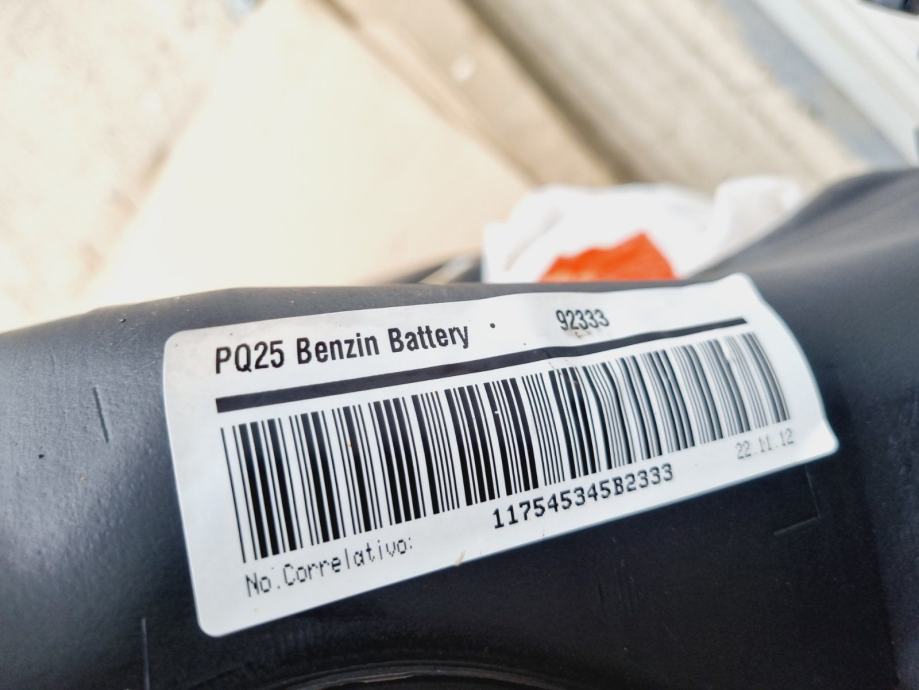 PQ25 Benzin Battery 92333
22.11.12
117545345B2333
No.Correlativo: